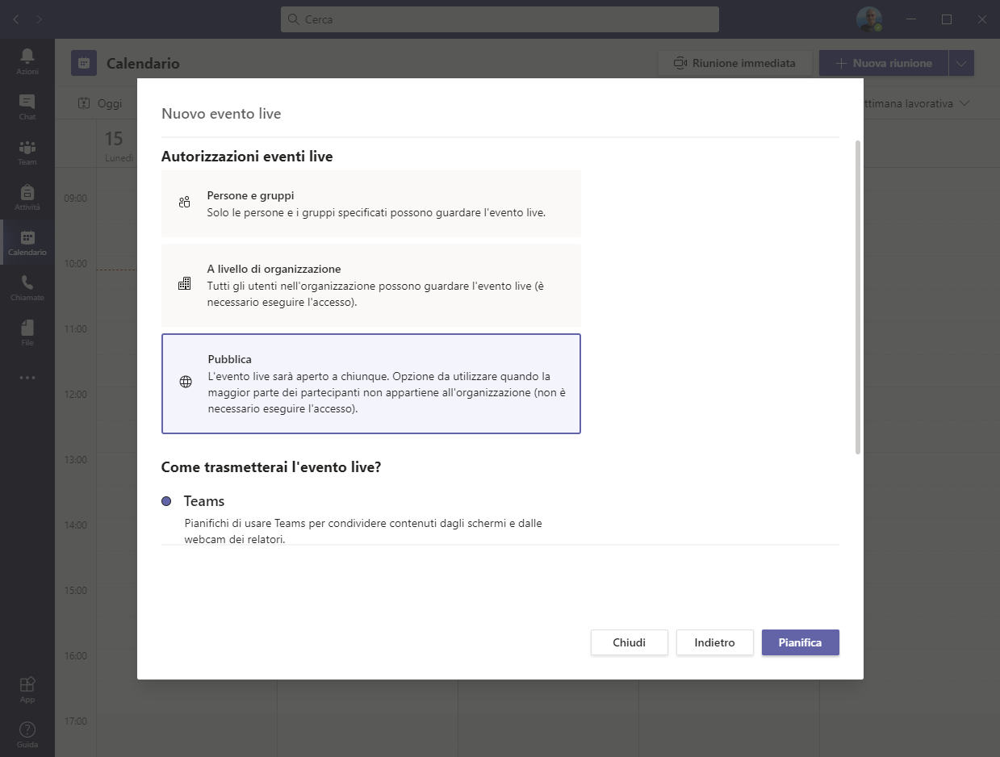 Cerca
Azioni
Chat
Team
Attività
Calendario
Chiamate
File
App
Guida
Calendario
Riunione immediata
Nuova riunione
Oggi
ttimana lavorativa
15
Lunedì
09:00
10:00
11:00
12:00
13:00
14:00
15:00
16:00
17:00
Nuovo evento live
Autorizzazioni eventi live
Persone e gruppi
Solo le persone e i gruppi specificati possono guardare l'evento live.
A livello di organizzazione
Tutti gli utenti nell'organizzazione possono guardare l'evento live (è
necessario eseguire l'accesso).
Pubblica
L'evento live sarà aperto a chiunque. Opzione da utilizzare quando la
maggior parte dei partecipanti non appartiene all'organizzazione (non è
necessario eseguire l'accesso).
Come trasmetterai l'evento live?
Teams
Pianifichi di usare Teams per condividere contenuti dagli schermi e dalle
webcam dei relatori.
Chiudi
Indietro
Pianifica